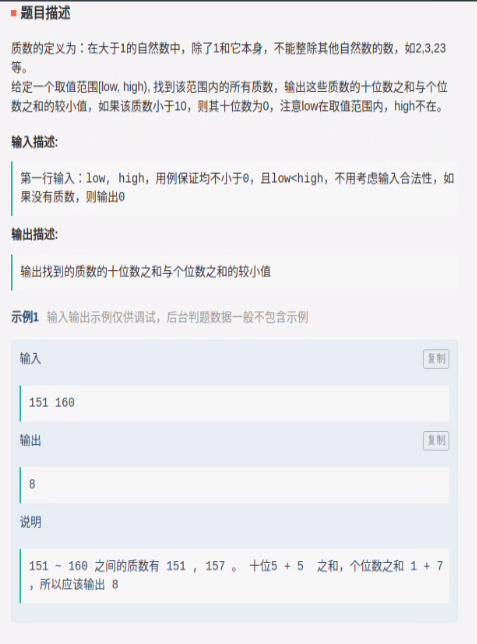 题目描述
质数的定义为：在大于1的自然数中，除了1和它本身，不能整除其他自然数的数，如2,3,23
等。
给定一个取值范围[low, high), 找到该范围内的所有质数，输出这些质数的十位数之和与个位
数之和的较小值，如果该质数小于10，则其十位数为0，注意low在取值范围内，high不在。
输入描述:
第一行输入：low, high，用例保证均不小于0，且low<high，不用考虑输入合法性，如
果没有质数，则输出0
输出描述:
输出找到的质数的十位数之和与个位数之和的较小值
示例1 输入输出示例仅供调试，后台判题数据一般不包含示例
输入 复制
151 160
输出 复制
8
说明
151 ~ 160 之间的质数有 151 , 157 。 十位5 + 5 之和，个位数之和 1 + 7
，所以应该输出 8